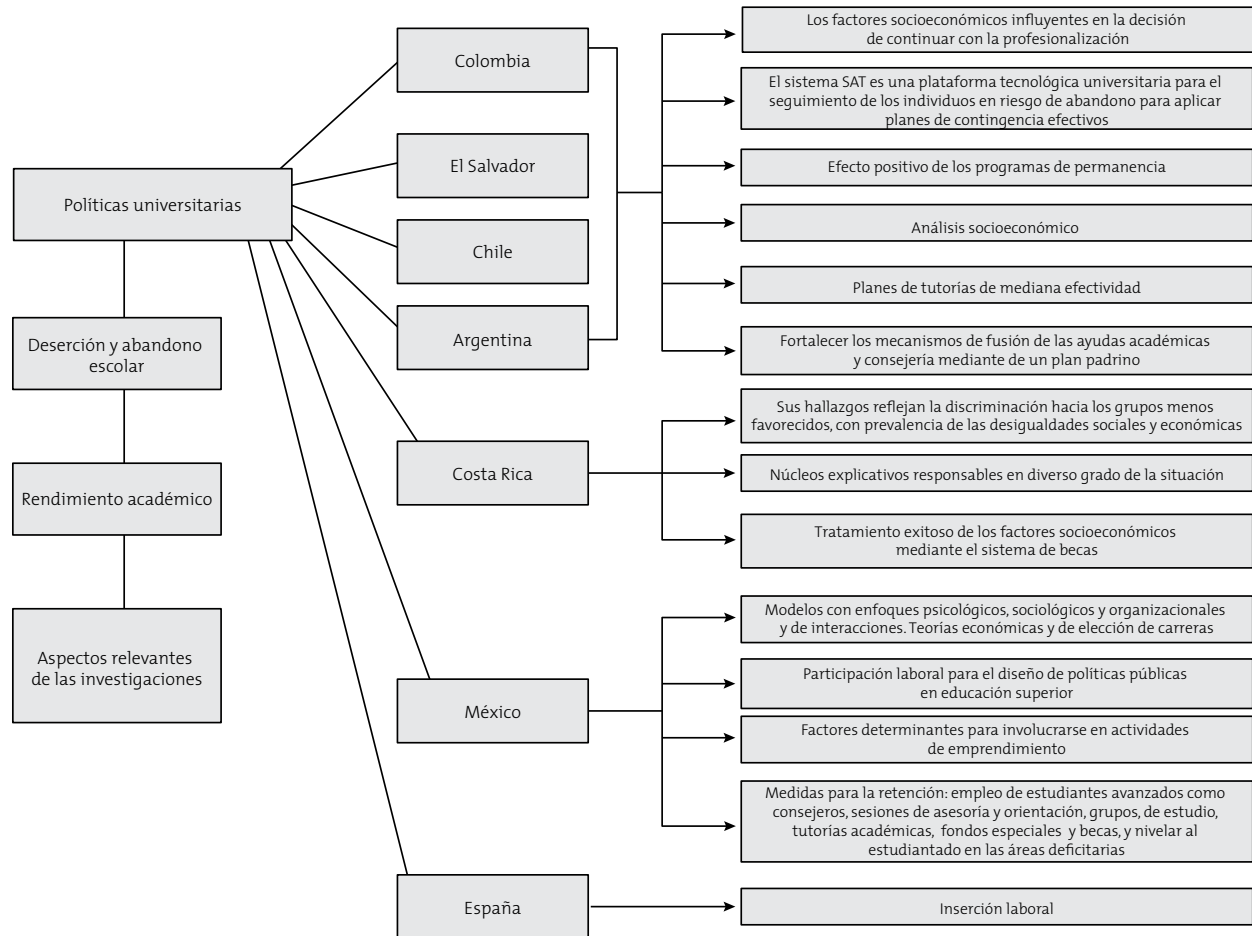 Políticas universitarias
Deserción y abandono
escolar
Rendimiento académico
Aspectos relevantes
de las investigaciones
Colombia
El Salvador
Chile
Argentina
Los factores socioeconómicos influyentes en la decisión
de continuar con la profesionalización
El sistema SAT es una plataforma tecnológica universitaria para el
seguimiento de los individuos en riesgo de abandono para aplicar
planes de contingencia efectivos
Efecto positivo de los programas de permanencia
Análisis socioeconómico
Planes de tutorías de mediana efectividad
Fortalecer los mecanismos de fusión de las ayudas académicas
y consejería mediante de un plan padrino
Costa Rica
Sus hallazgos reflejan la discriminación hacia los grupos menos
favorecidos, con prevalencia de las desigualdades sociales y económicas
Núcleos explicativos responsables en diverso grado de la situación
Tratamiento exitoso de los factores socioeconómicos
mediante el sistema de becas
México
Modelos con enfoques psicológicos, sociológicos y organizacionales
y de interacciones. Teorías económicas y de elección de carreras
Participación laboral para el diseño de políticas públicas
en educación superior
Factores determinantes para involucrarse en actividades
de emprendimiento
Medidas para la retención: empleo de estudiantes avanzados como
consejeros, sesiones de asesoría y orientación, grupos, de estudio,
tutorías académicas, fondos especiales y becas, y nivelar al
estudiantado en las áreas deficitarias
España
Inserción laboral